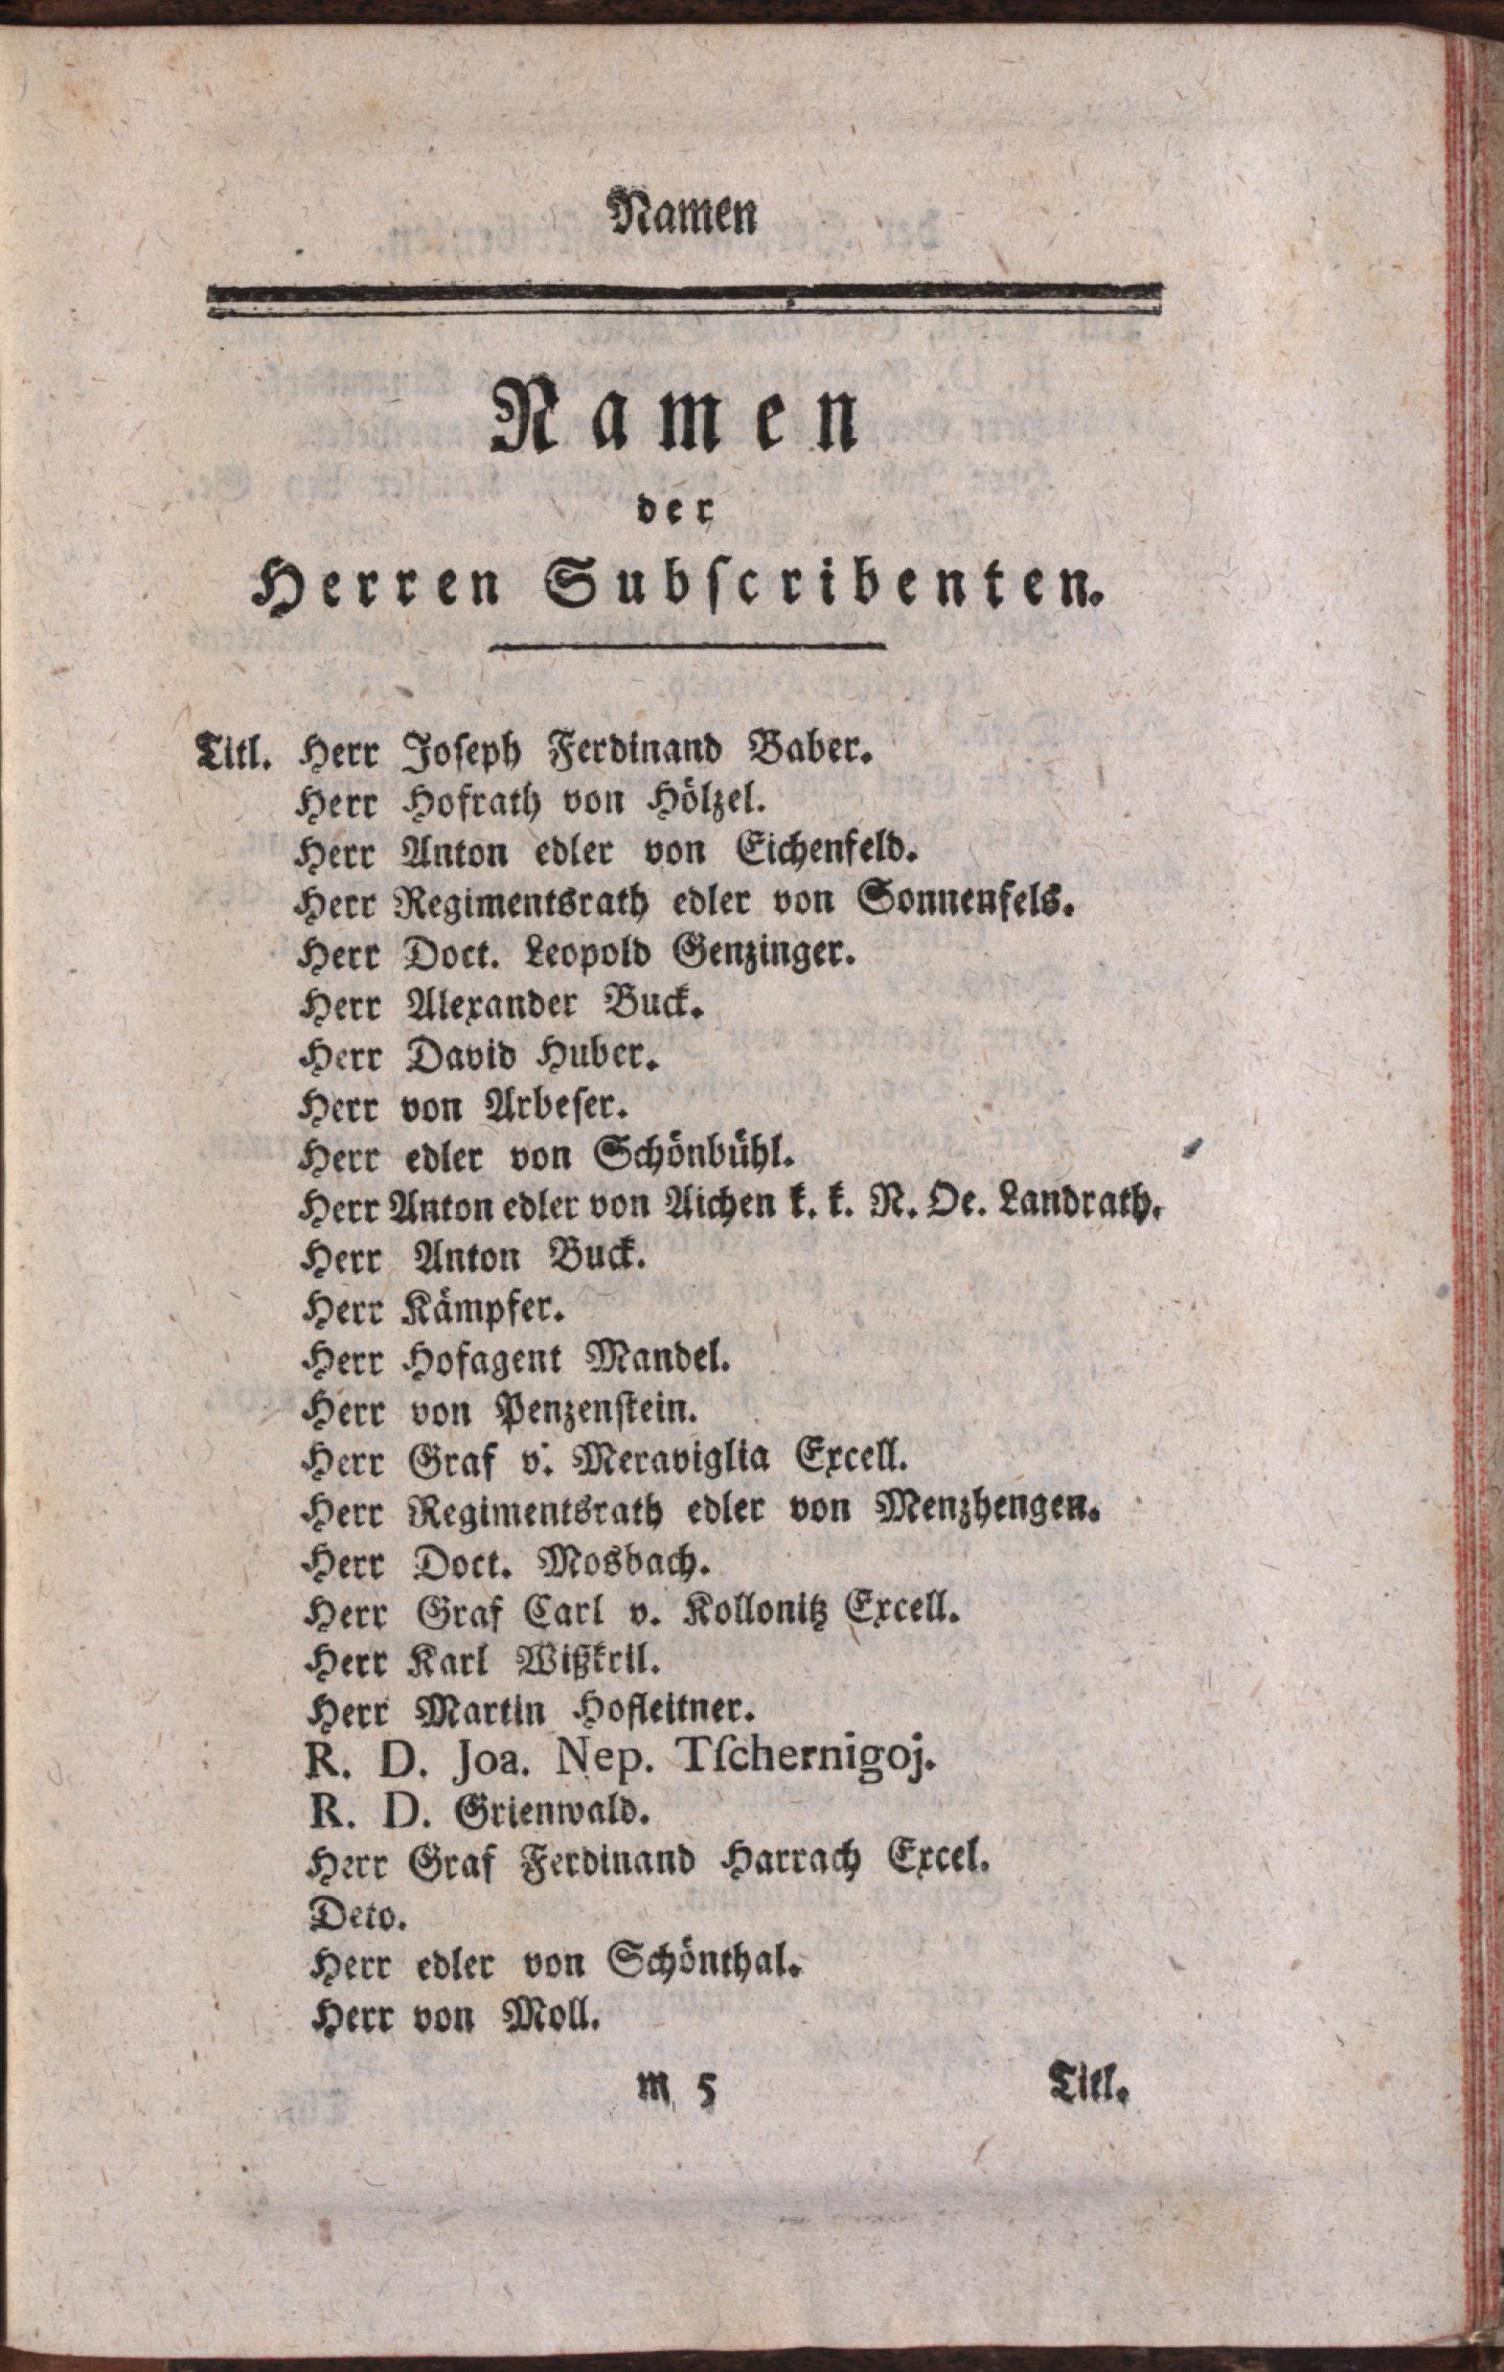 Namen
Namen
der
Herren Subſcribenten.
Titl. Herr Joſeph Ferdinand Baber.
Herr Hofrath von Hölzel.
Herr Anton edler von Eichenfeld.
Herr Regimentsrath edler von Sonnenfels.
Herr Doct. Leopold Genzinger.
Herr Alexander Buck.
Herr David Huber.
Herr von Arbeſer.
Herr edler von Schönbühl.
Herr Anton edler von Aichen k. k. N. Oe. Landrath.
Herr Anton Buck.
Herr Kämpfer.
Herr Hofagent Mandel.
Herr von Penzenſtein.
Herr Graf v. Meraviglia Excell.
Herr Regimentsrath edler von Menzhengen.
Herr Doct. Mosbach.
Herr Graf Carl v. Kollonitz Excell.
Herr Karl Wißkril.
Herr Martin Hofleitner.
R. D. Joa. Nep. Tſchernigoj.
R. D. Grienwald.
Herr Graf Ferdinand Harrach Excel.
Deto.
Herr edler von Schönthal.
Herr von Moll.
m 5 Titl.